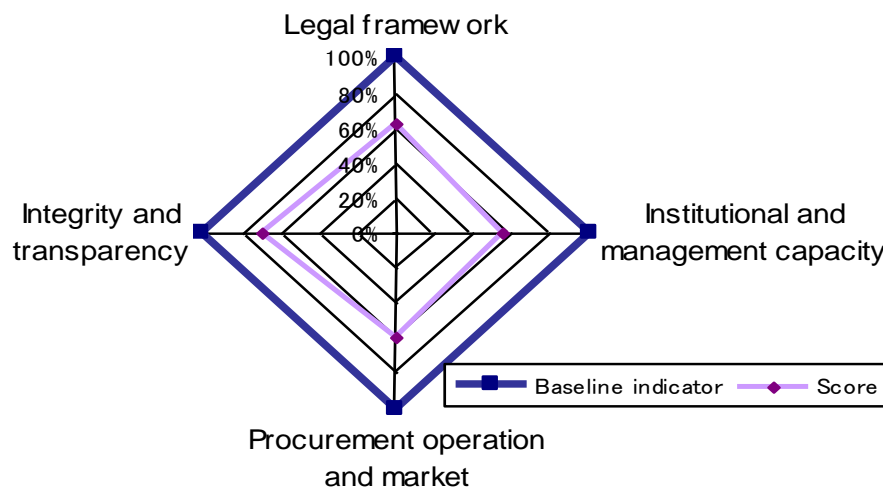 Legal framew ork
100%
80%
60%
40%
20%
0%
Integrity and
transparency
Institutional and
management capacity
Baseline indicator
Score
Procurement operation
and market